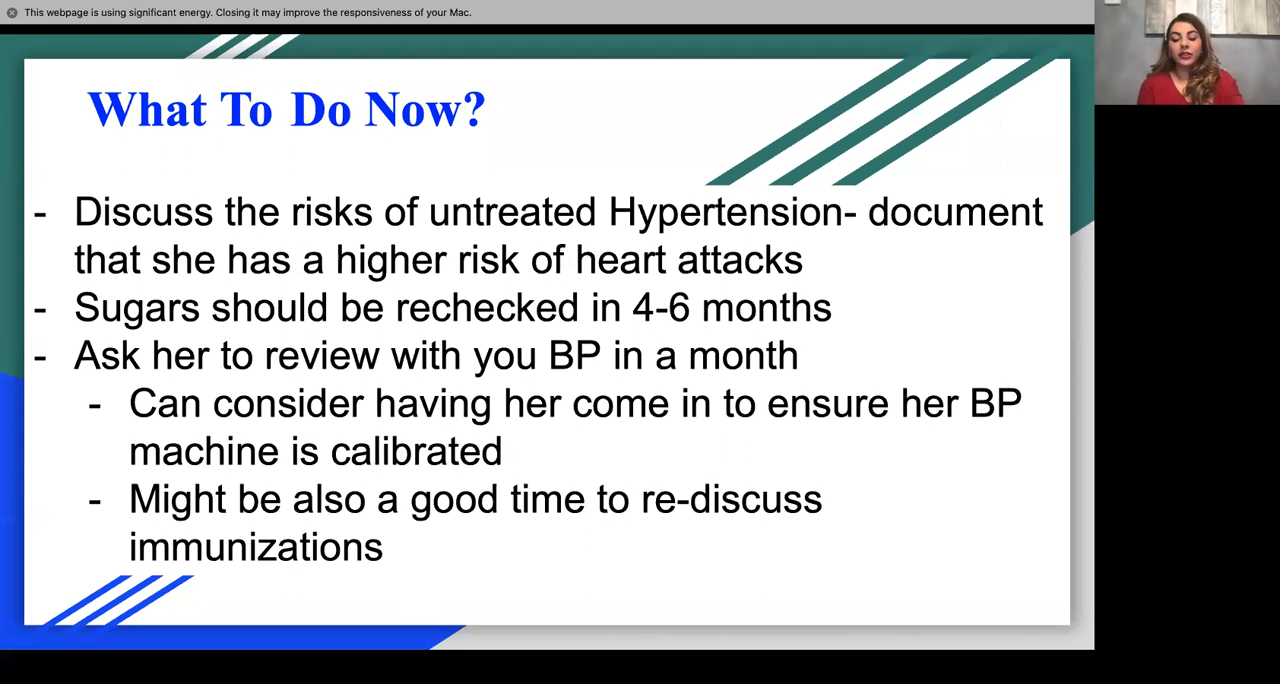 This webpage is using significant energy. Closing it may improve the responsiveness of your Mac.
What To Do Now?
- Discuss the risks of untreated Hypertension- document
that she has a higher risk of heart attacks
- Sugars should be rechecked in 4-6 months
- Ask her to review with you BP in a month
- Can consider having her come in to ensure her BP
machine is calibrated
- Might be also a good time to re-discuss
immunizations